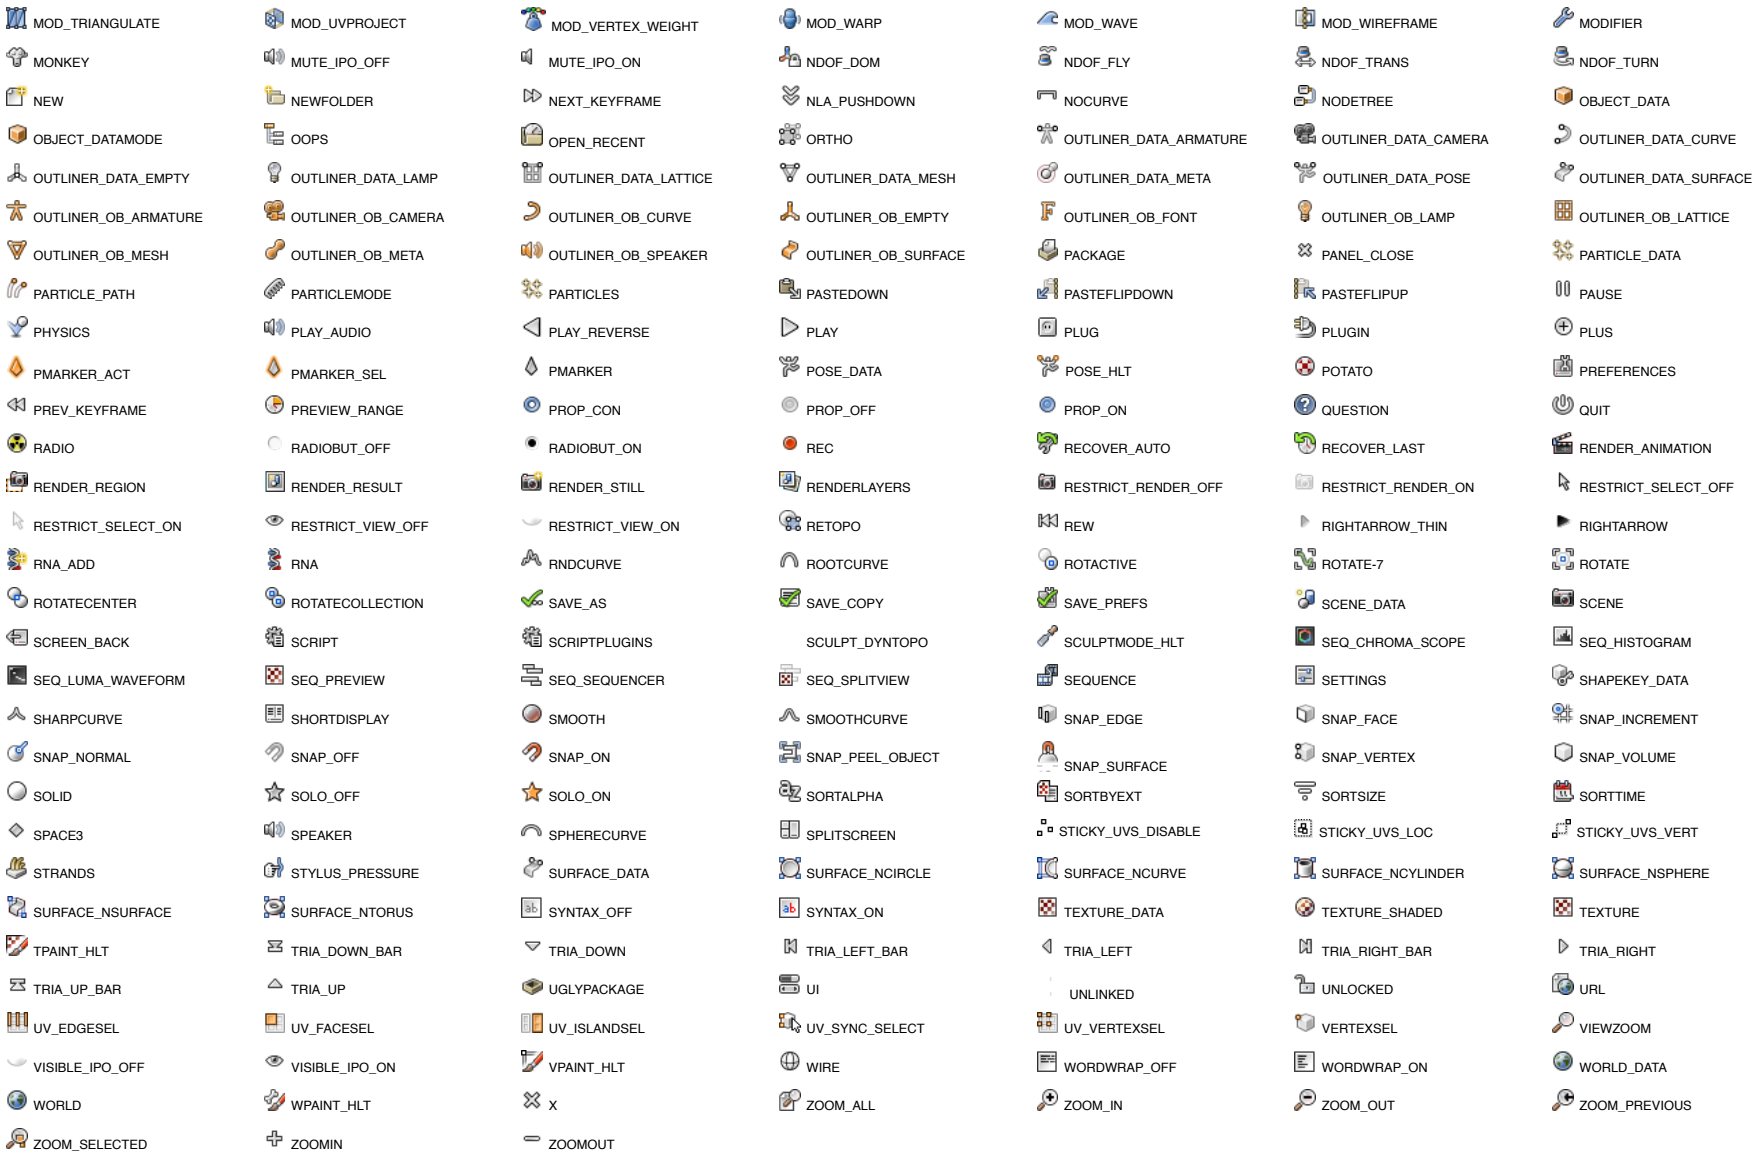 MOD_TRIANGULATE MOD_UVPROJECT MOD_VERTEX_WEIGHT MOD_WARP MOD_WAVE MOD_WIREFRAME MODIFIER
MONKEY MUTE_IPO_OFF MUTE_IPO_ON NDOF_DOM NDOF_FLY NDOF_TRANS NDOF_TURN
NEW NEWFOLDER NEXT_KEYFRAME NLA_PUSHDOWN NOCURVE NODETREE OBJECT_DATA
OBJECT_DATAMODE OOPS OPEN_RECENT ORTHO OUTLINER_DATA_ARMATURE OUTLINER_DATA_CAMERA OUTLINER_DATA_CURVE
OUTLINER_DATA_EMPTY OUTLINER_DATA_LAMP OUTLINER_DATA_LATTICE OUTLINER_DATA_MESH OUTLINER_DATA_META OUTLINER_DATA_POSE OUTLINER_DATA_SURFACE
OUTLINER_OB_ARMATURE OUTLINER_OB_CAMERA OUTLINER_OB_CURVE OUTLINER_OB_EMPTY OUTLINER_OB_FONT OUTLINER_OB_LAMP OUTLINER_OB_LATTICE
OUTLINER_OB_MESH OUTLINER_OB_META OUTLINER_OB_SPEAKER OUTLINER_OB_SURFACE PACKAGE PANEL_CLOSE PARTICLE_DATA
PARTICLE_PATH PARTICLEMODE PARTICLES PASTEDOWN PASTEFLIPDOWN PASTEFLIPUP PAUSE
PHYSICS PLAY_AUDIO PLAY_REVERSE PLAY PLUG PLUGIN PLUS
PMARKER_ACT PMARKER_SEL PMARKER POSE_DATA POSE_HLT POTATO PREFERENCES
PREV_KEYFRAME PREVIEW_RANGE PROP_CON PROP_OFF PROP_ON QUESTION QUIT
RADIO RADIOBUT_OFF RADIOBUT_ON REC RECOVER_AUTO RECOVER_LAST RENDER_ANIMATION
RENDER_REGION RENDER_RESULT RENDER_STILL RENDERLAYERS RESTRICT_RENDER_OFF RESTRICT_RENDER_ON RESTRICT_SELECT_OFF
RESTRICT_SELECT_ON RESTRICT_VIEW_OFF RESTRICT_VIEW_ON RETOPO REW RIGHTARROW_THIN RIGHTARROW
RNA_ADD RNA RNDCURVE ROOTCURVE ROTACTIVE ROTATE-7 ROTATE
ROTATECENTER ROTATECOLLECTION SAVE_AS SAVE_COPY SAVE_PREFS SCENE_DATA SCENE
SCREEN_BACK SCRIPT SCRIPTPLUGINS SCULPT_DYNTOPO SCULPTMODE_HLT SEQ_CHROMA_SCOPE SEQ_HISTOGRAM
SEQ_LUMA_WAVEFORM SEQ_PREVIEW SEQ_SEQUENCER SEQ_SPLITVIEW SEQUENCE SETTINGS SHAPEKEY_DATA
SHARPCURVE SHORTDISPLAY SMOOTH SMOOTHCURVE SNAP_EDGE SNAP_FACE SNAP_INCREMENT
SNAP_NORMAL SNAP_OFF SNAP_ON SNAP_PEEL_OBJECT SNAP_SURFACE SNAP_VERTEX SNAP_VOLUME
SOLID SOLO_OFF SOLO_ON SORTALPHA SORTBYEXT SORTSIZE SORTTIME
SPACE3 SPEAKER SPHERECURVE SPLITSCREEN STICKY_UVS_DISABLE STICKY_UVS_LOC STICKY_UVS_VERT
STRANDS STYLUS_PRESSURE SURFACE_DATA SURFACE_NCIRCLE SURFACE_NCURVE SURFACE_NCYLINDER SURFACE_NSPHERE
SURFACE_NSURFACE SURFACE_NTORUS SYNTAX_OFF SYNTAX_ON TEXTURE_DATA TEXTURE_SHADED TEXTURE
TPAINT_HLT TRIA_DOWN_BAR TRIA_DOWN TRIA_LEFT_BAR TRIA_LEFT TRIA_RIGHT_BAR TRIA_RIGHT
TRIA_UP_BAR TRIA_UP UGLYPACKAGE UI UNLINKED UNLOCKED URL
UV_EDGESEL UV_FACESEL UV_ISLANDSEL UV_SYNC_SELECT UV_VERTEXSEL VERTEXSEL VIEWZOOM
VISIBLE_IPO_OFF VISIBLE_IPO_ON VPAINT_HLT WIRE WORDWRAP_OFF WORDWRAP_ON WORLD_DATA
WORLD WPAINT_HLT X ZOOM_ALL ZOOM_IN ZOOM_OUT ZOOM_PREVIOUS
ZOOM_SELECTED ZOOMIN ZOOMOUT